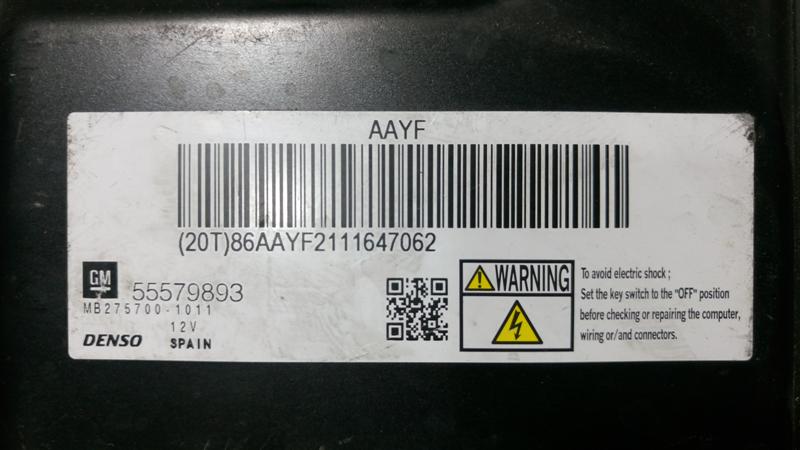 AAYF
(20T)86AAYF2111647062
GM
55579893
MB275700-1011
12V
DENSO SPAIN
WARNING
To avoid electric shock ;
Set the key switch to the "OFF" position
before checking or repairing the computer,
wiring or/and connectors.